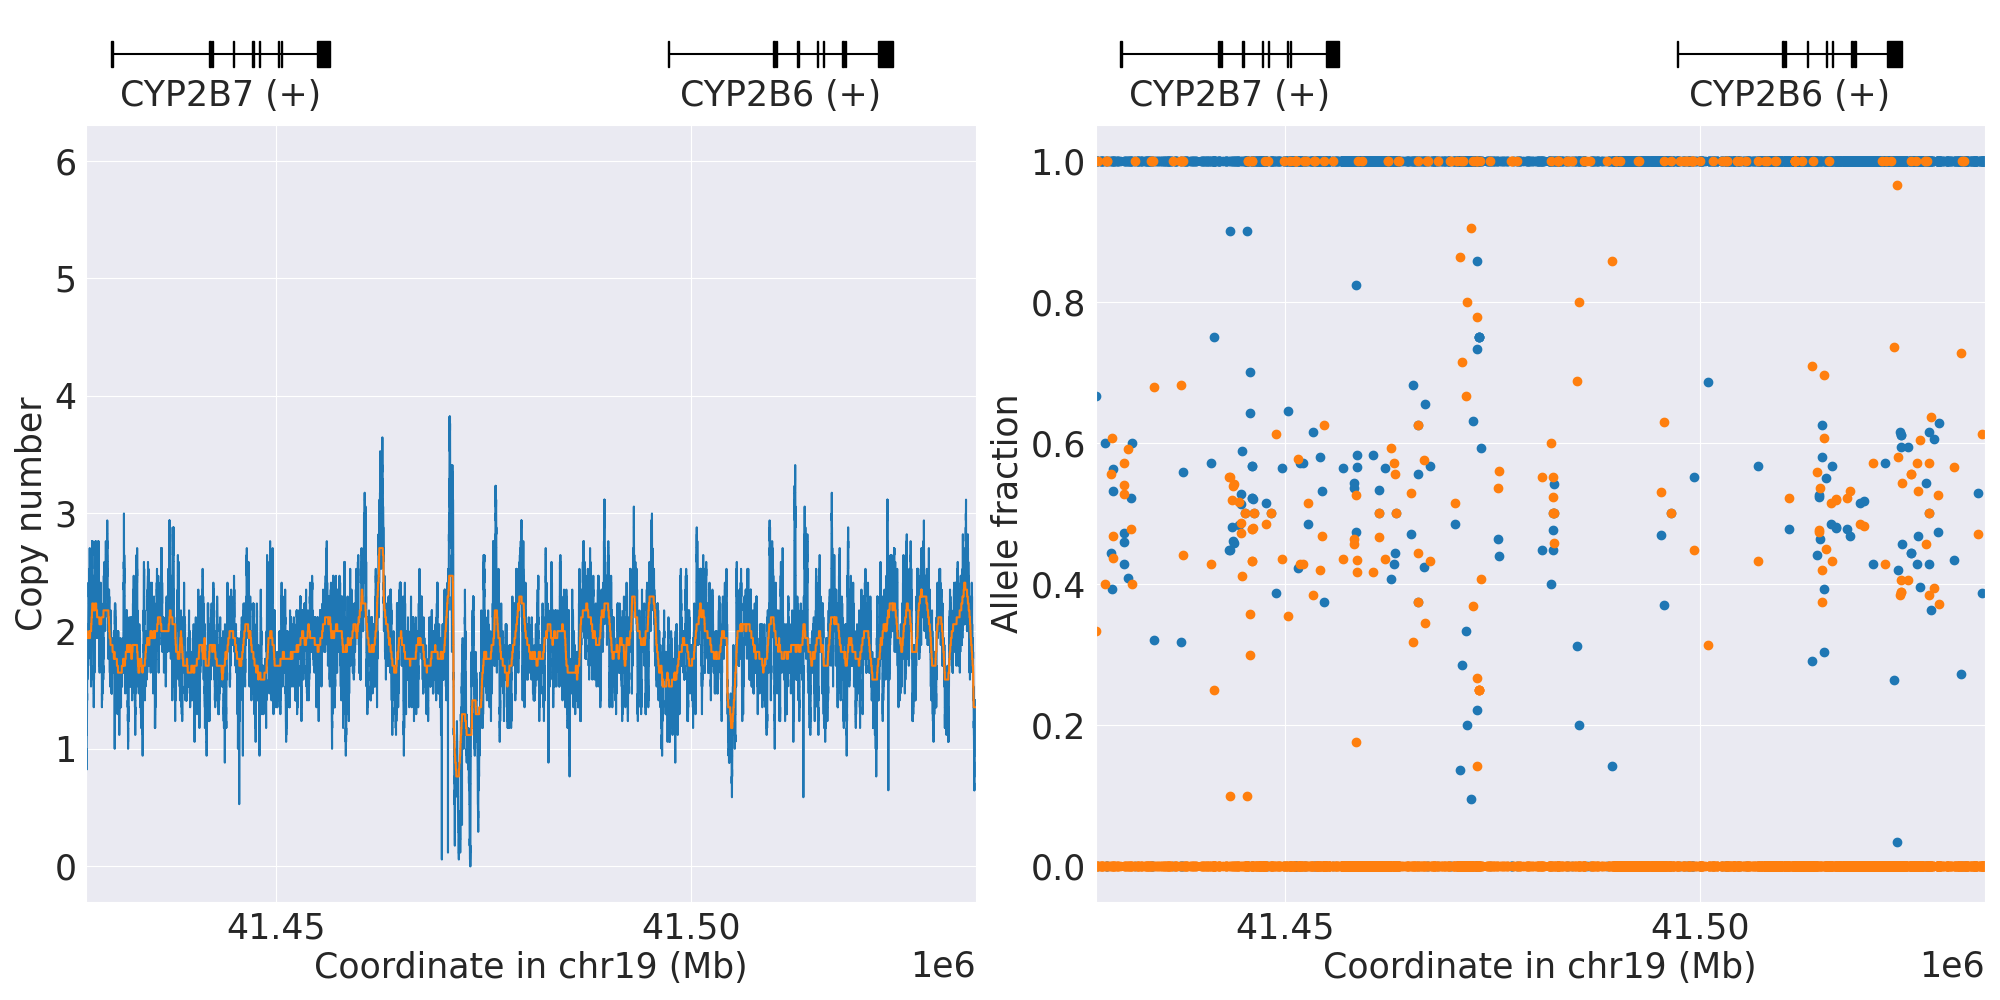 CYP2B7 (+)
CYP2B6 (+)
CYP2B7 (+)
CYP2B6 (+)
6
5
4
3
2
1
0
Copy number
41.45
41.50
Coordinate in chr19 (Mb)
1e6
1.0
0.8
0.6
0.4
0.2
0.0
Allele fraction
41.45
41.50
Coordinate in chr19 (Mb)
1e6